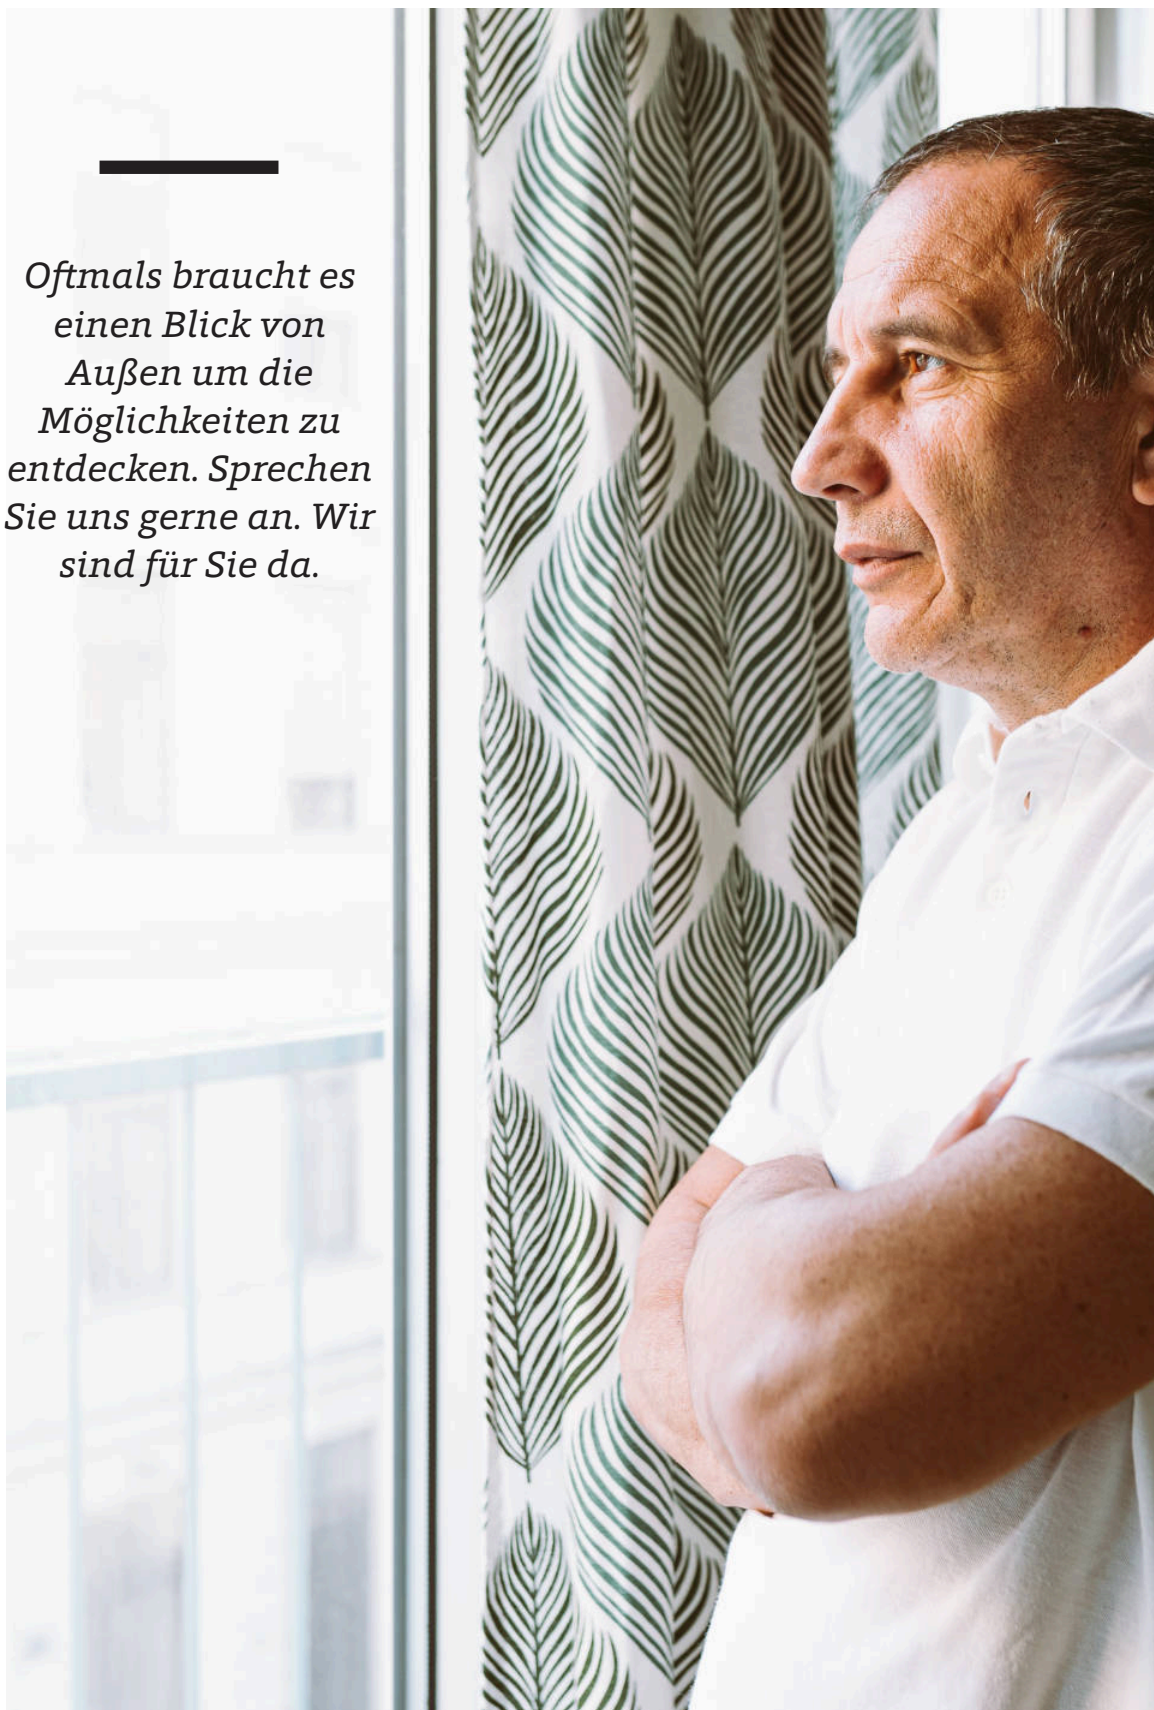 Oftmals braucht es
einen Blick von
Außen um die
Möglichkeiten zu
entdecken. Sprechen
Sie uns gerne an. Wir
sind für Sie da.